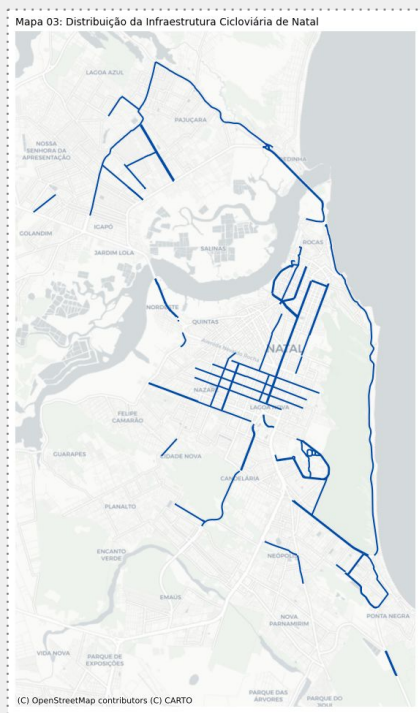 Mapa 03: Distribuição da Infraestrutura Cicloviária de Natal
LAGOA AZUL
PAJUÇARA
NOSSA
SENHORA DA
APRESENTAÇÃO
REDINHA
GOLANDIM
IGAPÓ
ROCAS
JARDIM LOLA
SALINAS
NORDESTE
QUINTAS
NATAL
NAZARÉ
LAGOA NOVA
FELIPE
CAMARÃO
GUARAPES
CIDADE NOVA
CANDELÁRIA
PLANALTO
ENCANTO
VERDE
NEÓPOLIS
EMAÚS
PONTA NEGRA
NOVA
PARNAMIRIM
VIDA NOVA
PARQUE DE
EXPOSIÇÕES
PARQUE DAS
ÁRVORES
PARQUE DO
(C) OpenStreetMap contributors (C) CARTO